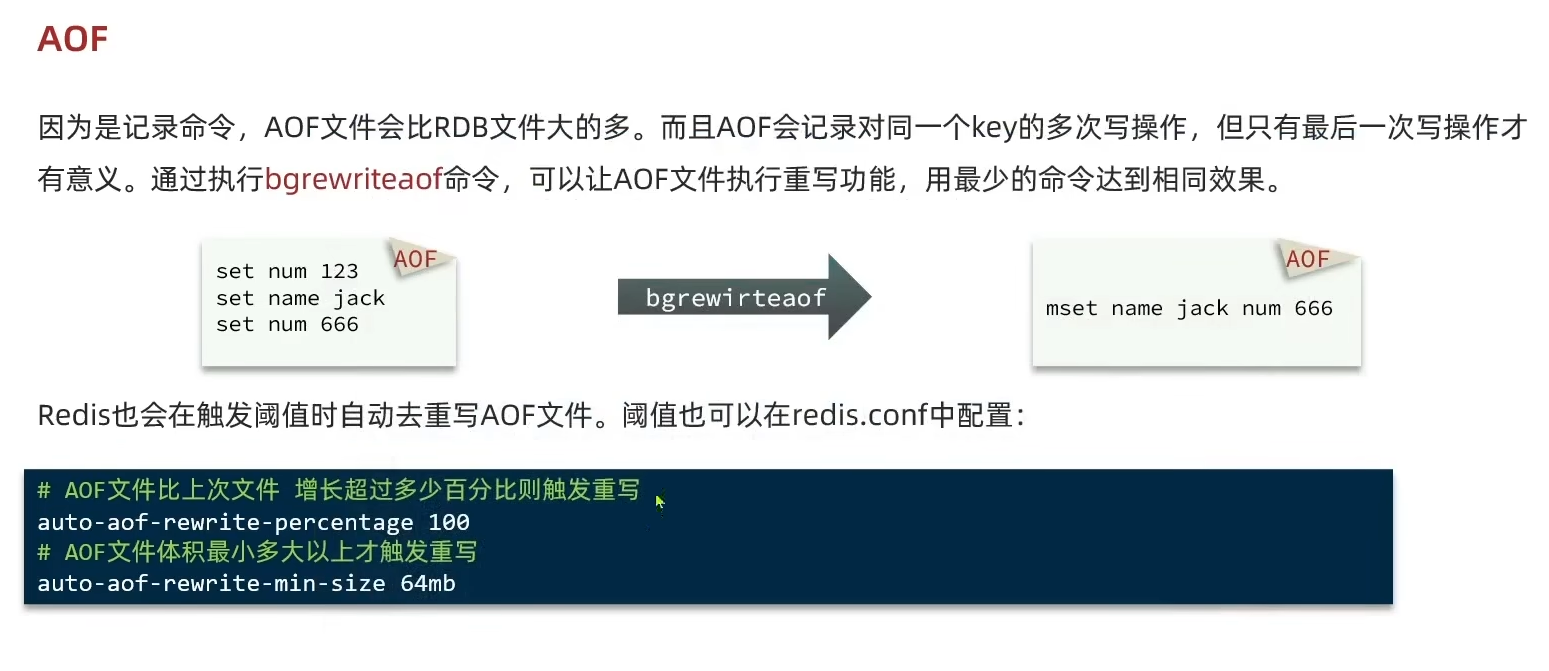 AOF
因为是记录命令，AOF文件会比RDB文件大的多。而且AOF会记录对同一个key的多次写操作，但只有最后一次写操作才
有意义。通过执行bgrewriteaof命令，可以让AOF文件执行重写功能，用最少的命令达到相同效果。
AOF
set num 123
set name jack
set num 666
bgrewirteaof
AOF
mset name jack num 666
Redis也会在触发阈值时自动去重写AOF文件。阈值也可以在redis.conf中配置：
# AOF文件比上次文件 增长超过多少百分比则触发重写
auto-aof-rewrite-percentage 100
# AOF文件体积最小多大以上才触发重写
auto-aof-rewrite-min-size 64mb